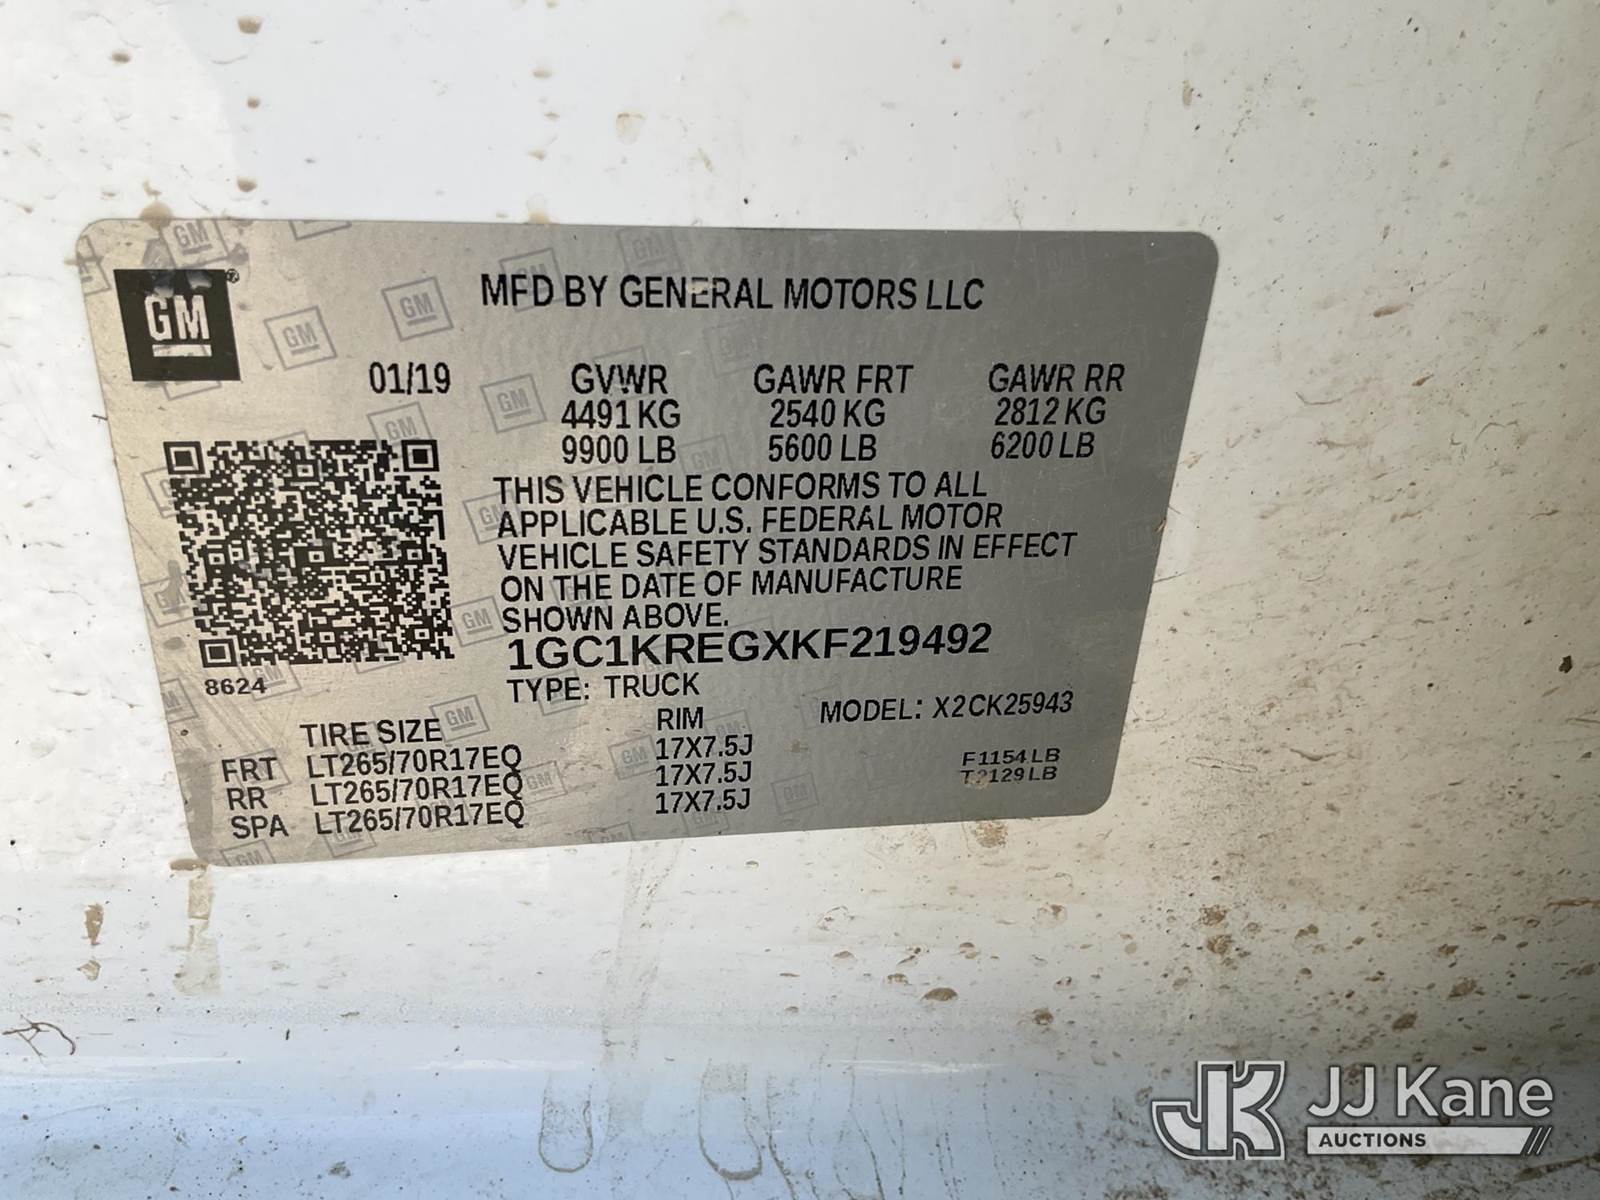 GM®
MFD BY GENERAL MOTORS LLC
01/19 GVWR GAWR FRT GAWR RR
4491 KG 2540 KG 2812 KG
9900 LB 5600 LB 6200 LB
THIS VEHICLE CONFORMS TO ALL
APPLICABLE U.S. FEDERAL MOTOR
VEHICLE SAFETY STANDARDS IN EFFECT
ON THE DATE OF MANUFACTURE
SHOWN ABOVE.
1GC1KREGXKF219492
8624
TYPE: TRUCK MODEL: X2CK25943
TIRE SIZE RIM
FRT LT265/70R17EQ 17X7.5J
RR LT265/70R17EQ 17X7.5J
SPA LT265/70R17EQ 17X7.5J
F1154LB
T2129LB
JK JJ Kane
AUCTIONS